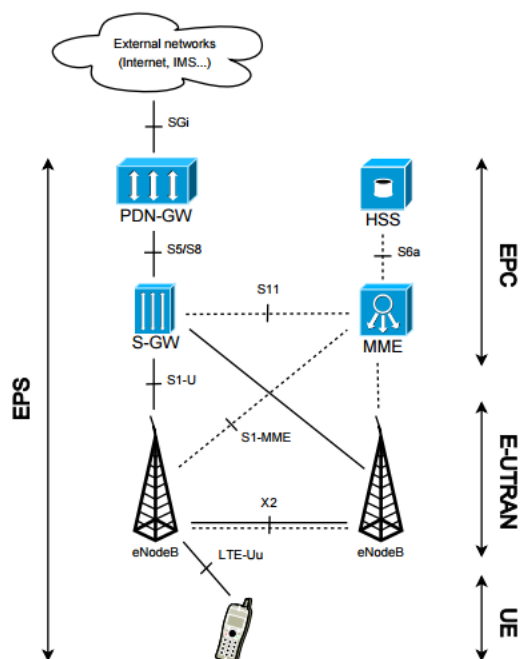 External networks
(Internet, IMS...)
SGi
PDN-GW
HSS
S5/S8
S6a
EPC
S11
S-GW
MME
EPS
S1-U
S1-MME
E-UTRAN
X2
eNodeB
eNodeB
LTE-Uu
UE